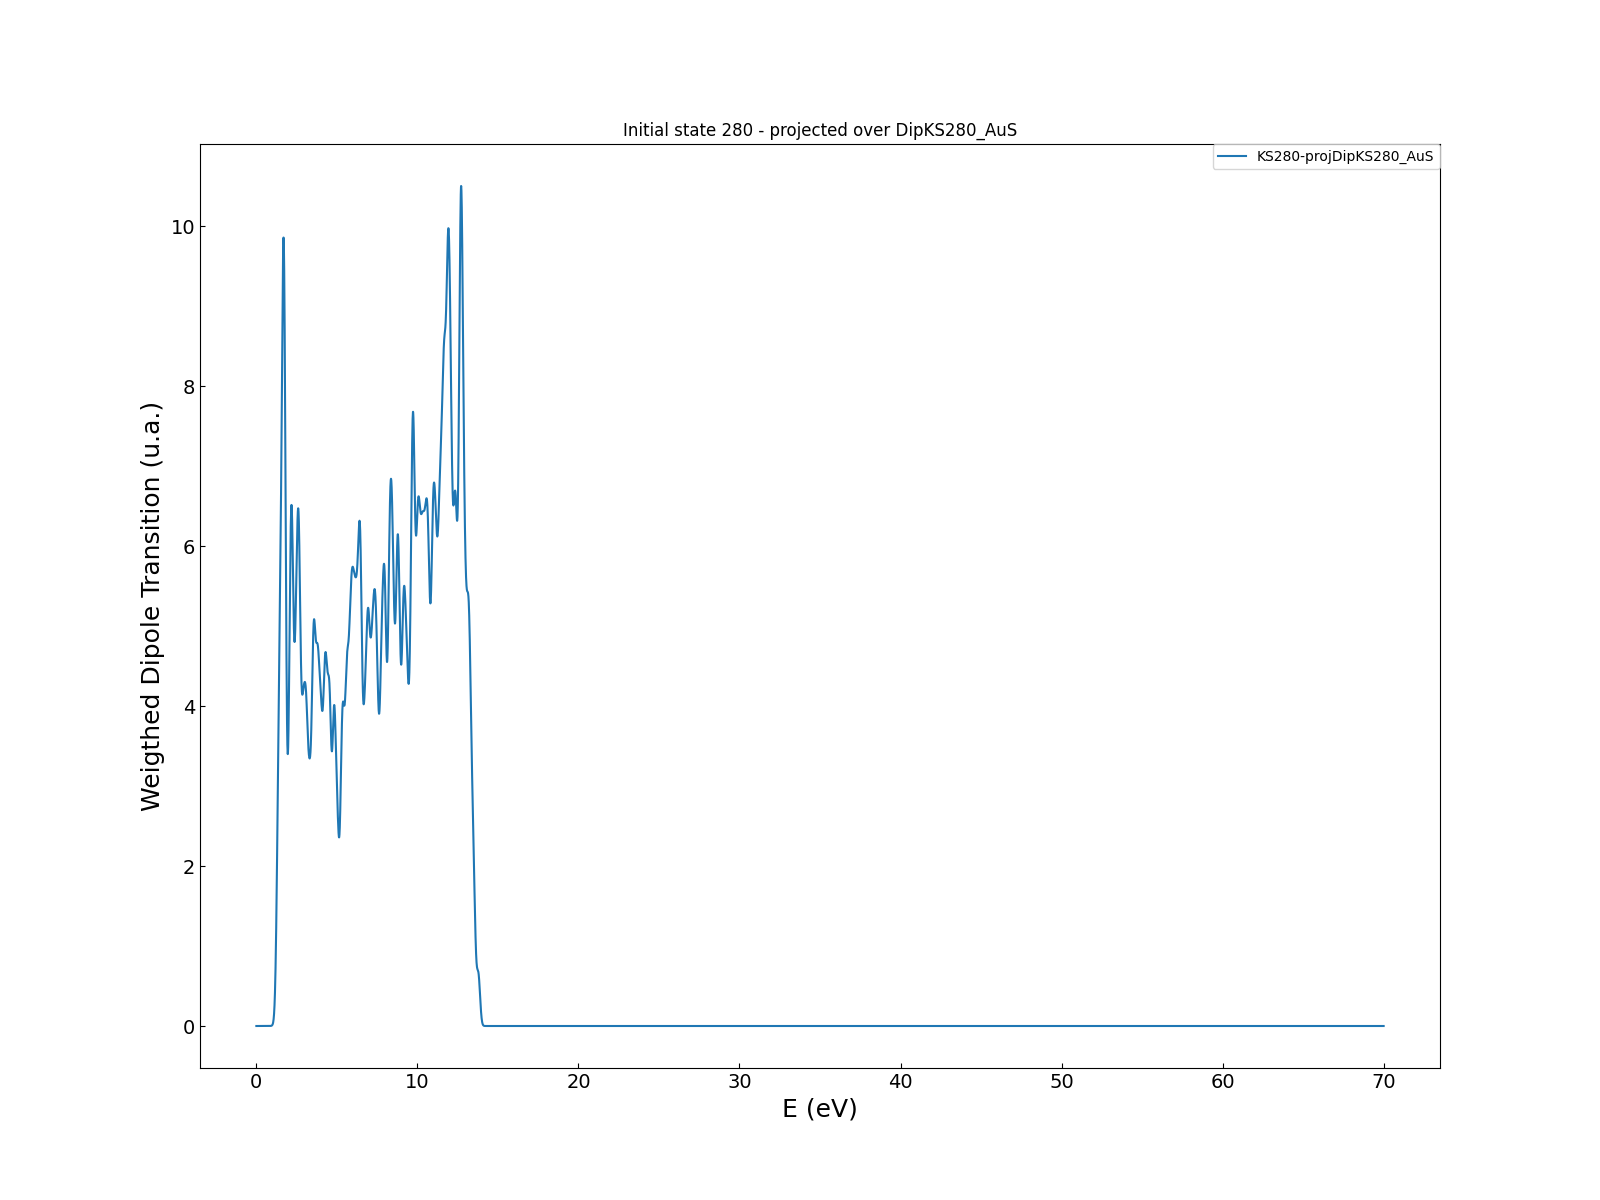 Initial state 280 - projected over DipKS280_AuS
KS280-projDipKS280_AuS
10
8
6
4
2
0
Weigthed Dipole Transition (u.a.)
0 10 20 30 40 50 60 70
E (eV)